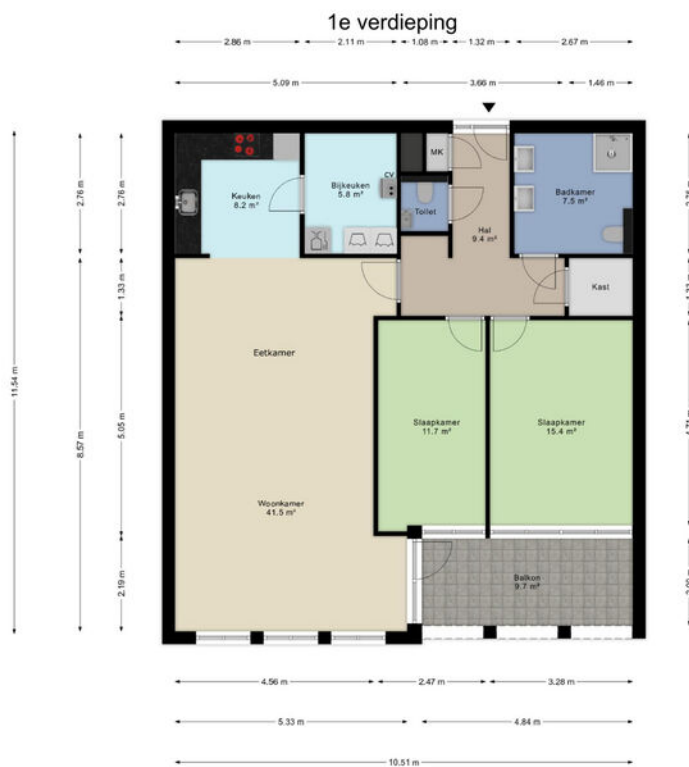 1e verdieping
2.86 m
2.11 m
1.08 m
1.32 m
2.67 m
5.09 m
3.66 m
1.46 m
MK
CV
Keuken
8.2 m²
Bijkeuken
5.8 m²
Toilet
Badkamer
7.5 m²
Hal
9.4 m²
Kast
Eetkamer
Slaapkamer
11.7 m²
Slaapkamer
15.4 m²
Woonkamer
41.5 m²
Balkon
9.7 m²
11.54 m
2.76 m
8.57 m
2.76 m
1.33 m
5.05 m
2.19 m
4.56 m
2.47 m
3.28 m
5.33 m
4.84 m
10.51 m